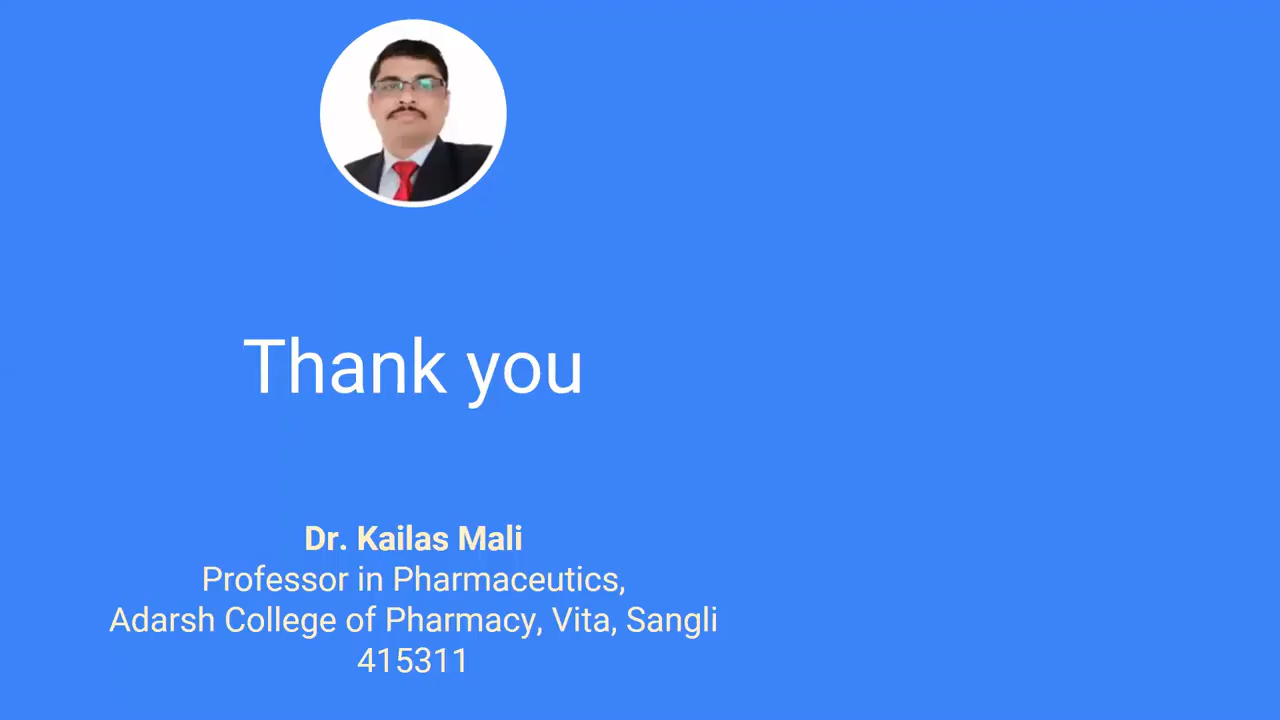 Thank you
Dr. Kailas Mali
Professor in Pharmaceutics,
Adarsh College of Pharmacy, Vita, Sangli
415311